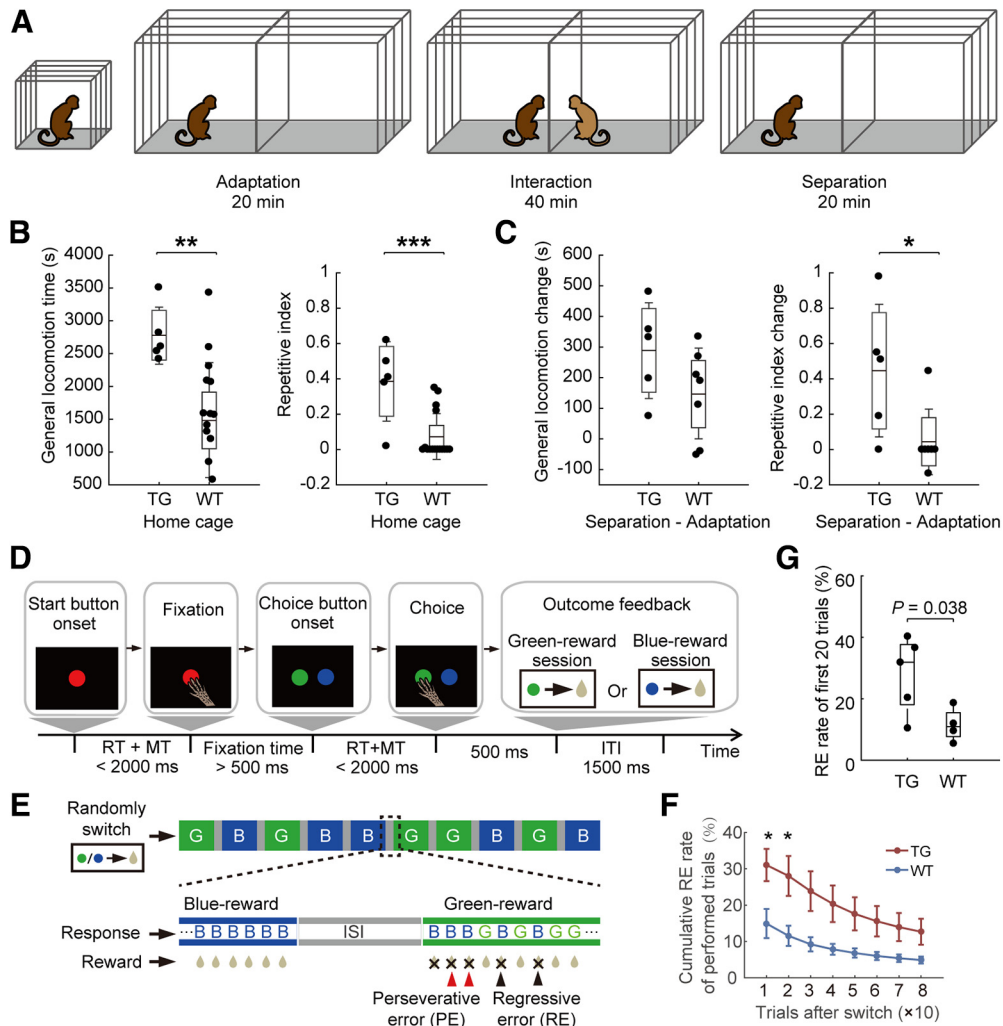 A
Adaptation
20 min
Interaction
40 min
Separation
20 min
B
General locomotion time (s)
4000
3500
3000
2500
2000
1500
1000
500
**
TG WT
Home cage
Repetitive index
1
0.8
0.6
0.4
0.2
0
-0.2
***
TG WT
Home cage
C
General locomotion change (s)
600
500
400
300
200
100
0
-100
TG WT
Separation - Adaptation
Repetitive index change
1
0.8
0.6
0.4
0.2
0
-0.2
*
TG WT
Separation - Adaptation
D
Start button
onset
Fixation
Choice button
onset
Choice
Outcome feedback
Green-reward
session
Or
Blue-reward
session
RT + MT
< 2000 ms
Fixation time
> 500 ms
RT+MT
< 2000 ms
500 ms
ITI
1500 ms
Time
E
Randomly
switch
/
G B G B B G G B G B
Blue-reward
Green-reward
Response
···BBBBBB
ISI
BBBGBGBGG···
Reward
Perseverative
error (PE)
Regressive
error (RE)
G
RE rate of first 20 trials (%)
60
40
20
0
P = 0.038
TG WT
F
Cumulative RE rate
of performed trials (%)
40
30
20
10
0
* *
TG
WT
1 2 3 4 5 6 7 8
Trials after switch (×10)